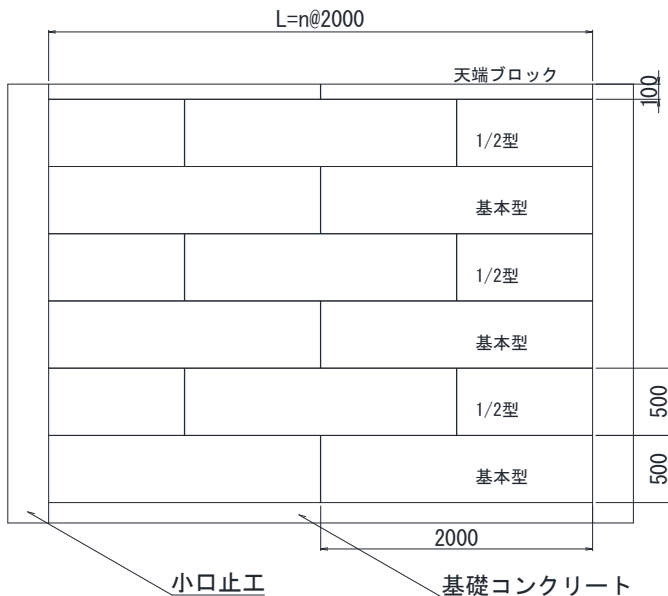 L=n@2000
天端ブロック
100
1/2型
基本型
1/2型
基本型
500
1/2型
500
基本型
2000
小口止工
基礎コンクリート